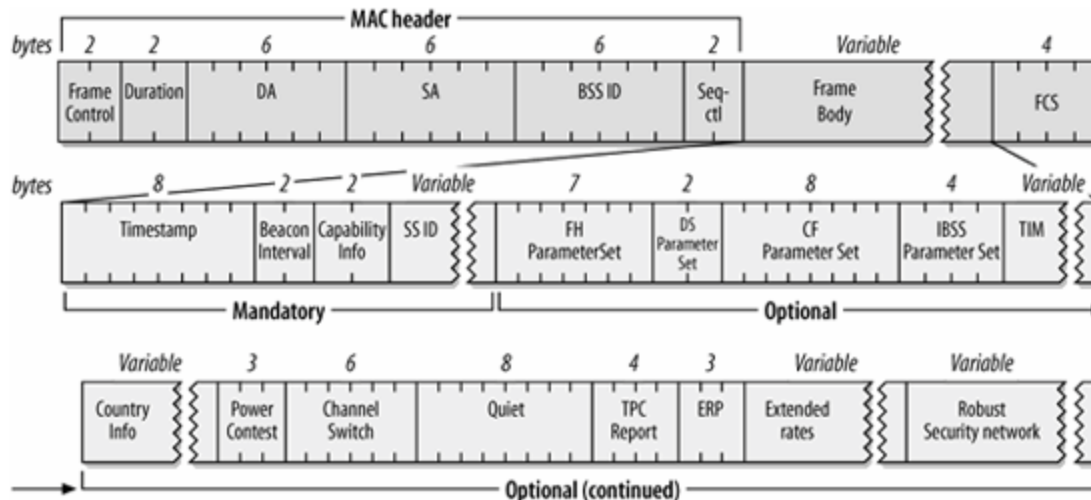 MAC header
bytes 2 2 6 6 6 2 Variable 4
Frame Control Duration DA SA BSS ID Seq-ctl Frame Body FCS
bytes 8 2 2 Variable 7 2 8 4 Variable
Timestamp Beacon Interval Capability Info SS ID FH ParameterSet DS Parameter Set CF Parameter Set IBSS Parameter Set TIM
Mandatory Optional
Variable 3 6 8 4 3 Variable Variable
Country Info Power Contest Channel Switch Quiet TPC Report ERP Extended rates Robust Security network
Optional (continued)